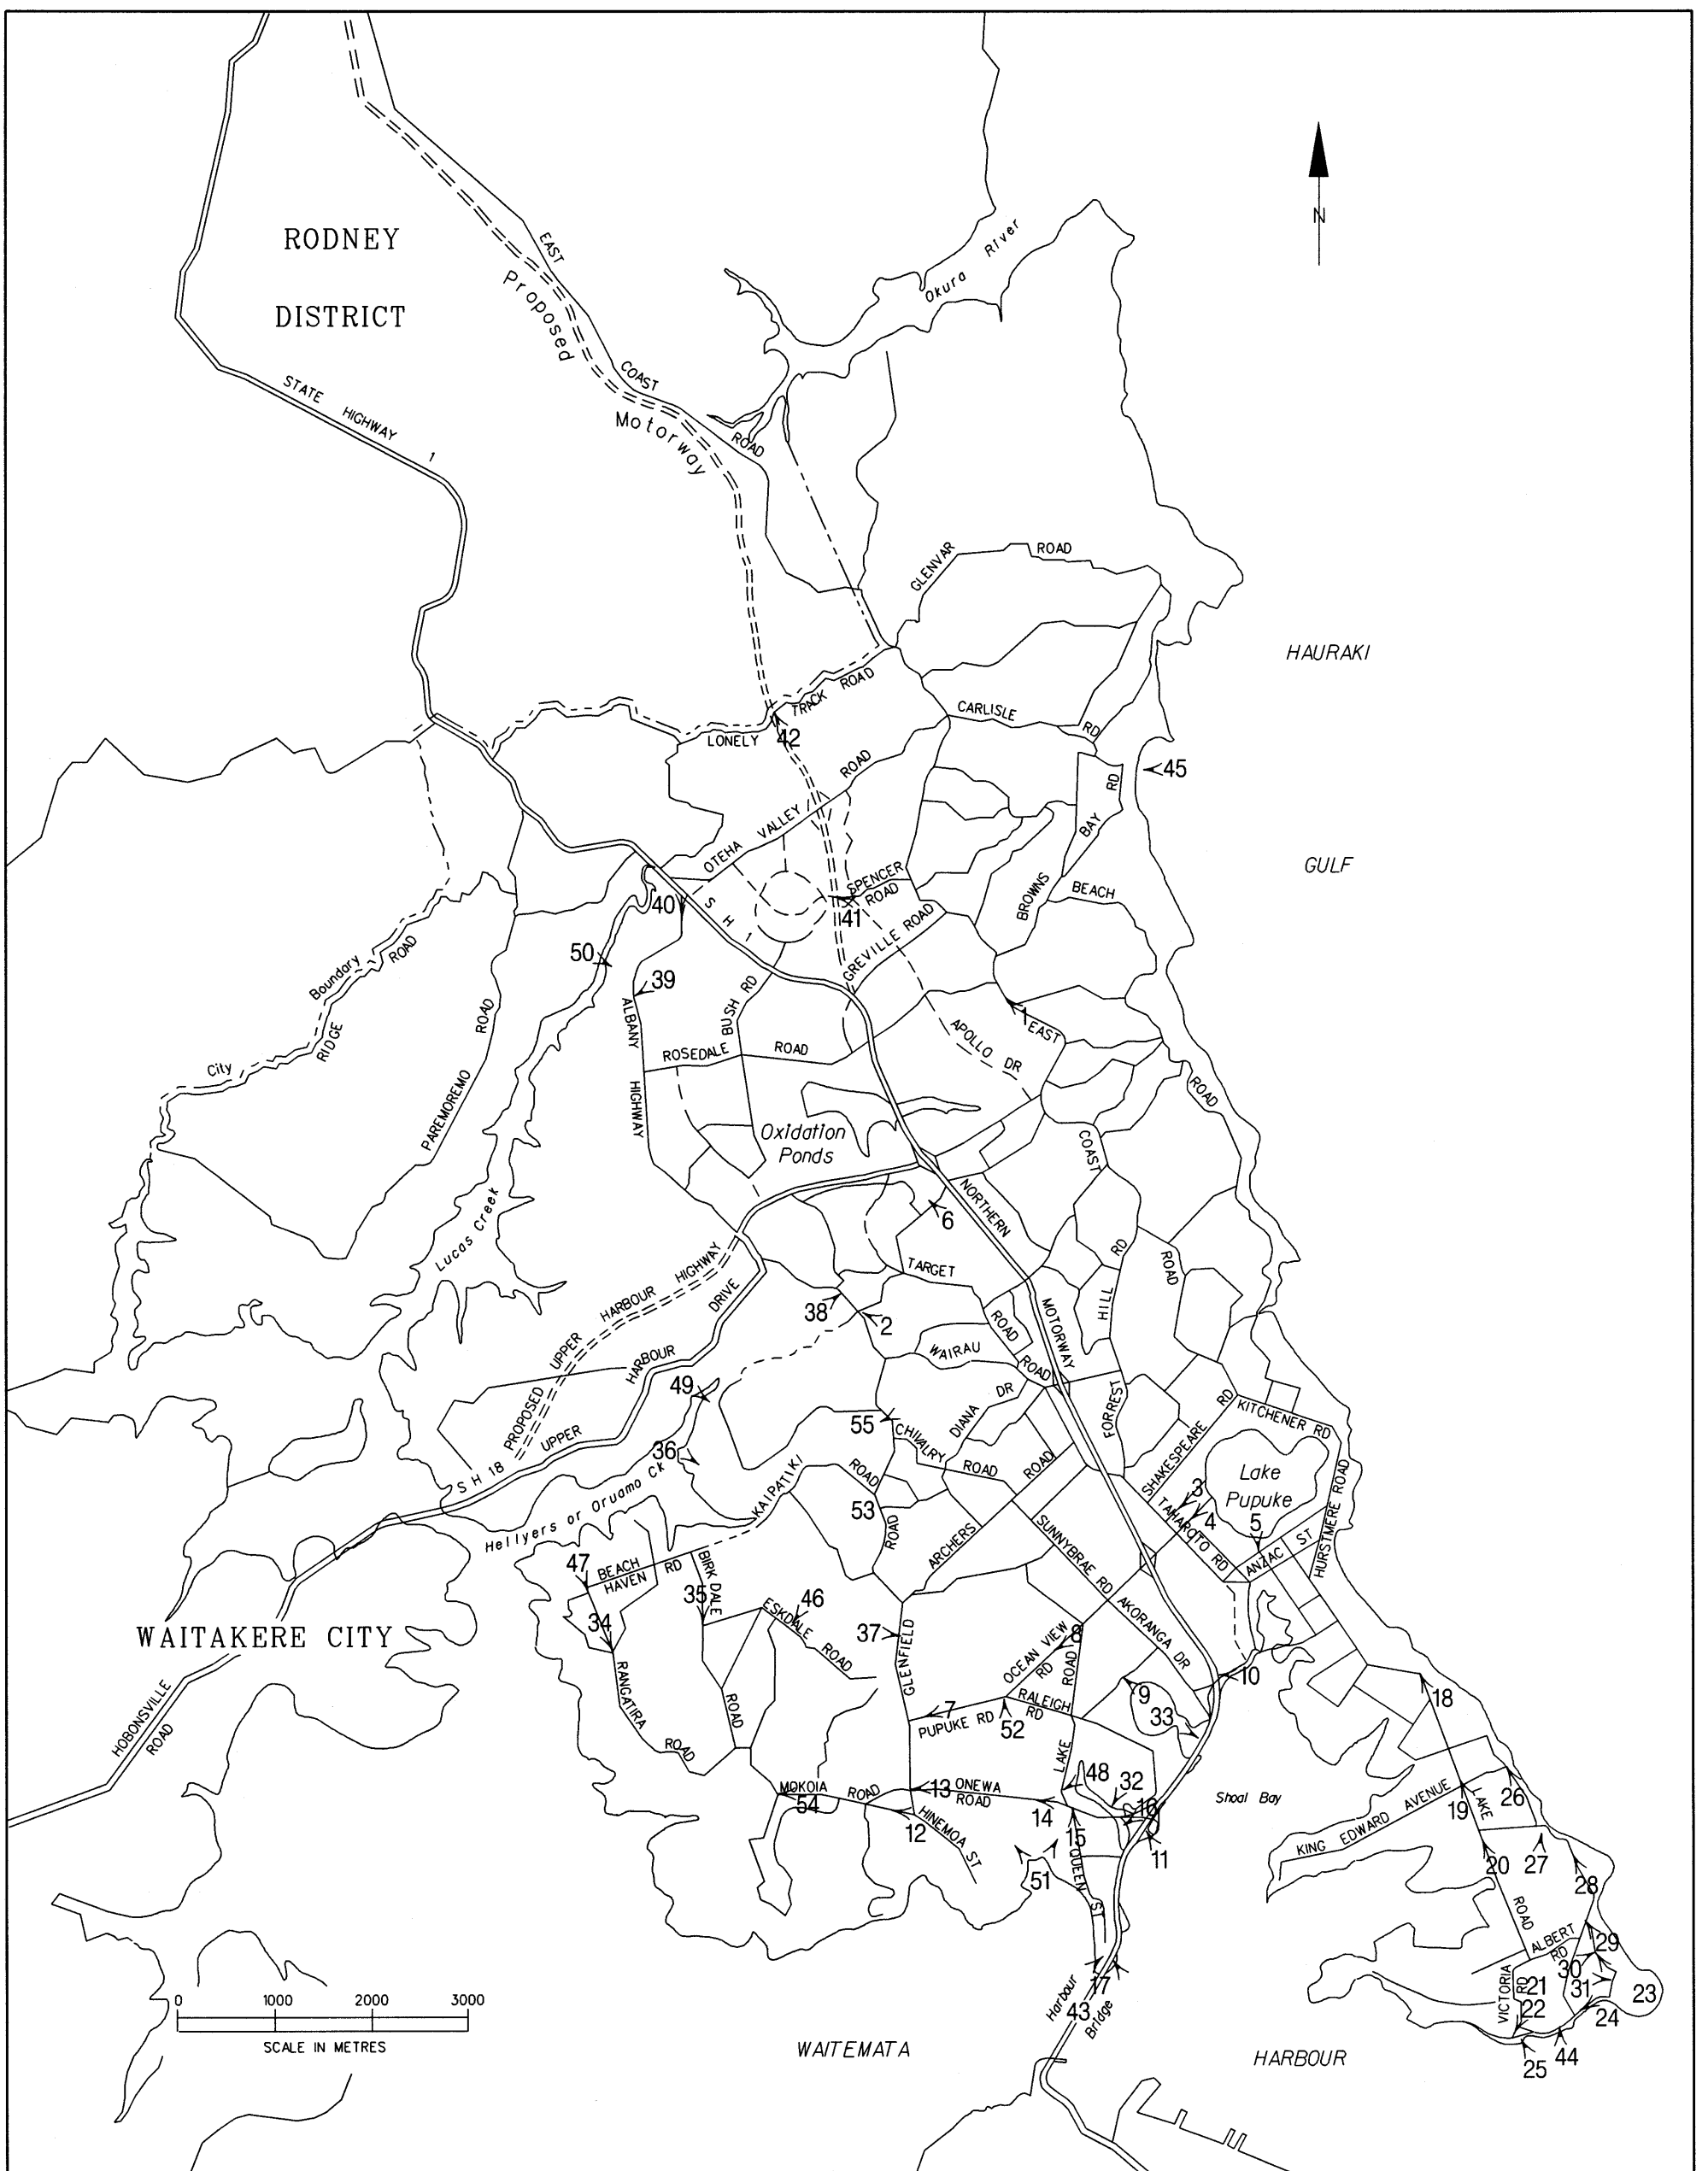 RODNEY
DISTRICT
N
EAST
COAST
ROAD
Proposed
Motorway
Okura River
STATE HIGHWAY 1
GLENVAR ROAD
HAURAKI
GULF
LONELY TRACK ROAD
42
CARLISLE RD
45
OTEHA VALLEY ROAD
BROWNS BAY RD
BEACH
ROAD
SPENCER
ROAD
41
40
S H 1
GREVILLE ROAD
50
39
City Boundary
RIDGE ROAD
PAREMOREMO ROAD
ALBANY
HIGHWAY
BUSH RD
ROSEDALE ROAD
APOLLO DR
1
EAST
COAST
ROAD
Oxidation
Ponds
Lucas Creek
6
NORTHERN
MOTORWAY
TARGET
ROAD
FORREST HILL RD
38
2
PROPOSED UPPER HARBOUR HIGHWAY
S H 18 UPPER HARBOUR DRIVE
WAIRAU ROAD
49
36
55
CHIVALRY ROAD
DIANA DR
KITCHENER RD
SHAKESPEARE RD
Lake
Pupuke
3
4
5
TAHAROTO RD
ANZAC ST
HURSTMERE ROAD
Hellyers or Oruamo Ck
KAIPATIKI ROAD
53
ARCHERS ROAD
SUNNYBRAE RD
AKORANGA DR
47
BEACH
HAVEN RD
34
35
BIRKDALE
ROAD
46
ESKDALE ROAD
37
GLENFIELD
ROAD
OCEAN VIEW
RD
8
WAITAKERE CITY
HOBONSVILLE
ROAD
RANGATIRA
ROAD
7
PUPUKE RD
52
RALEIGH
RD
LAKE
ROAD
9
10
33
18
48
32
16
MOKOIA ROAD
54
13
ONEWA
ROAD
14
15
12
HINEMOA ST
11
QUEEN
ST
51
Shoal Bay
KING EDWARD AVENUE
19
LAKE
ROAD
26
20
27
28
ALBERT
RD
29
30
31
21
VICTORIA
RD
22
23
24
25
44
17
43
Harbour
Bridge
0 1000 2000 3000
SCALE IN METRES
WAITEMATA
HARBOUR